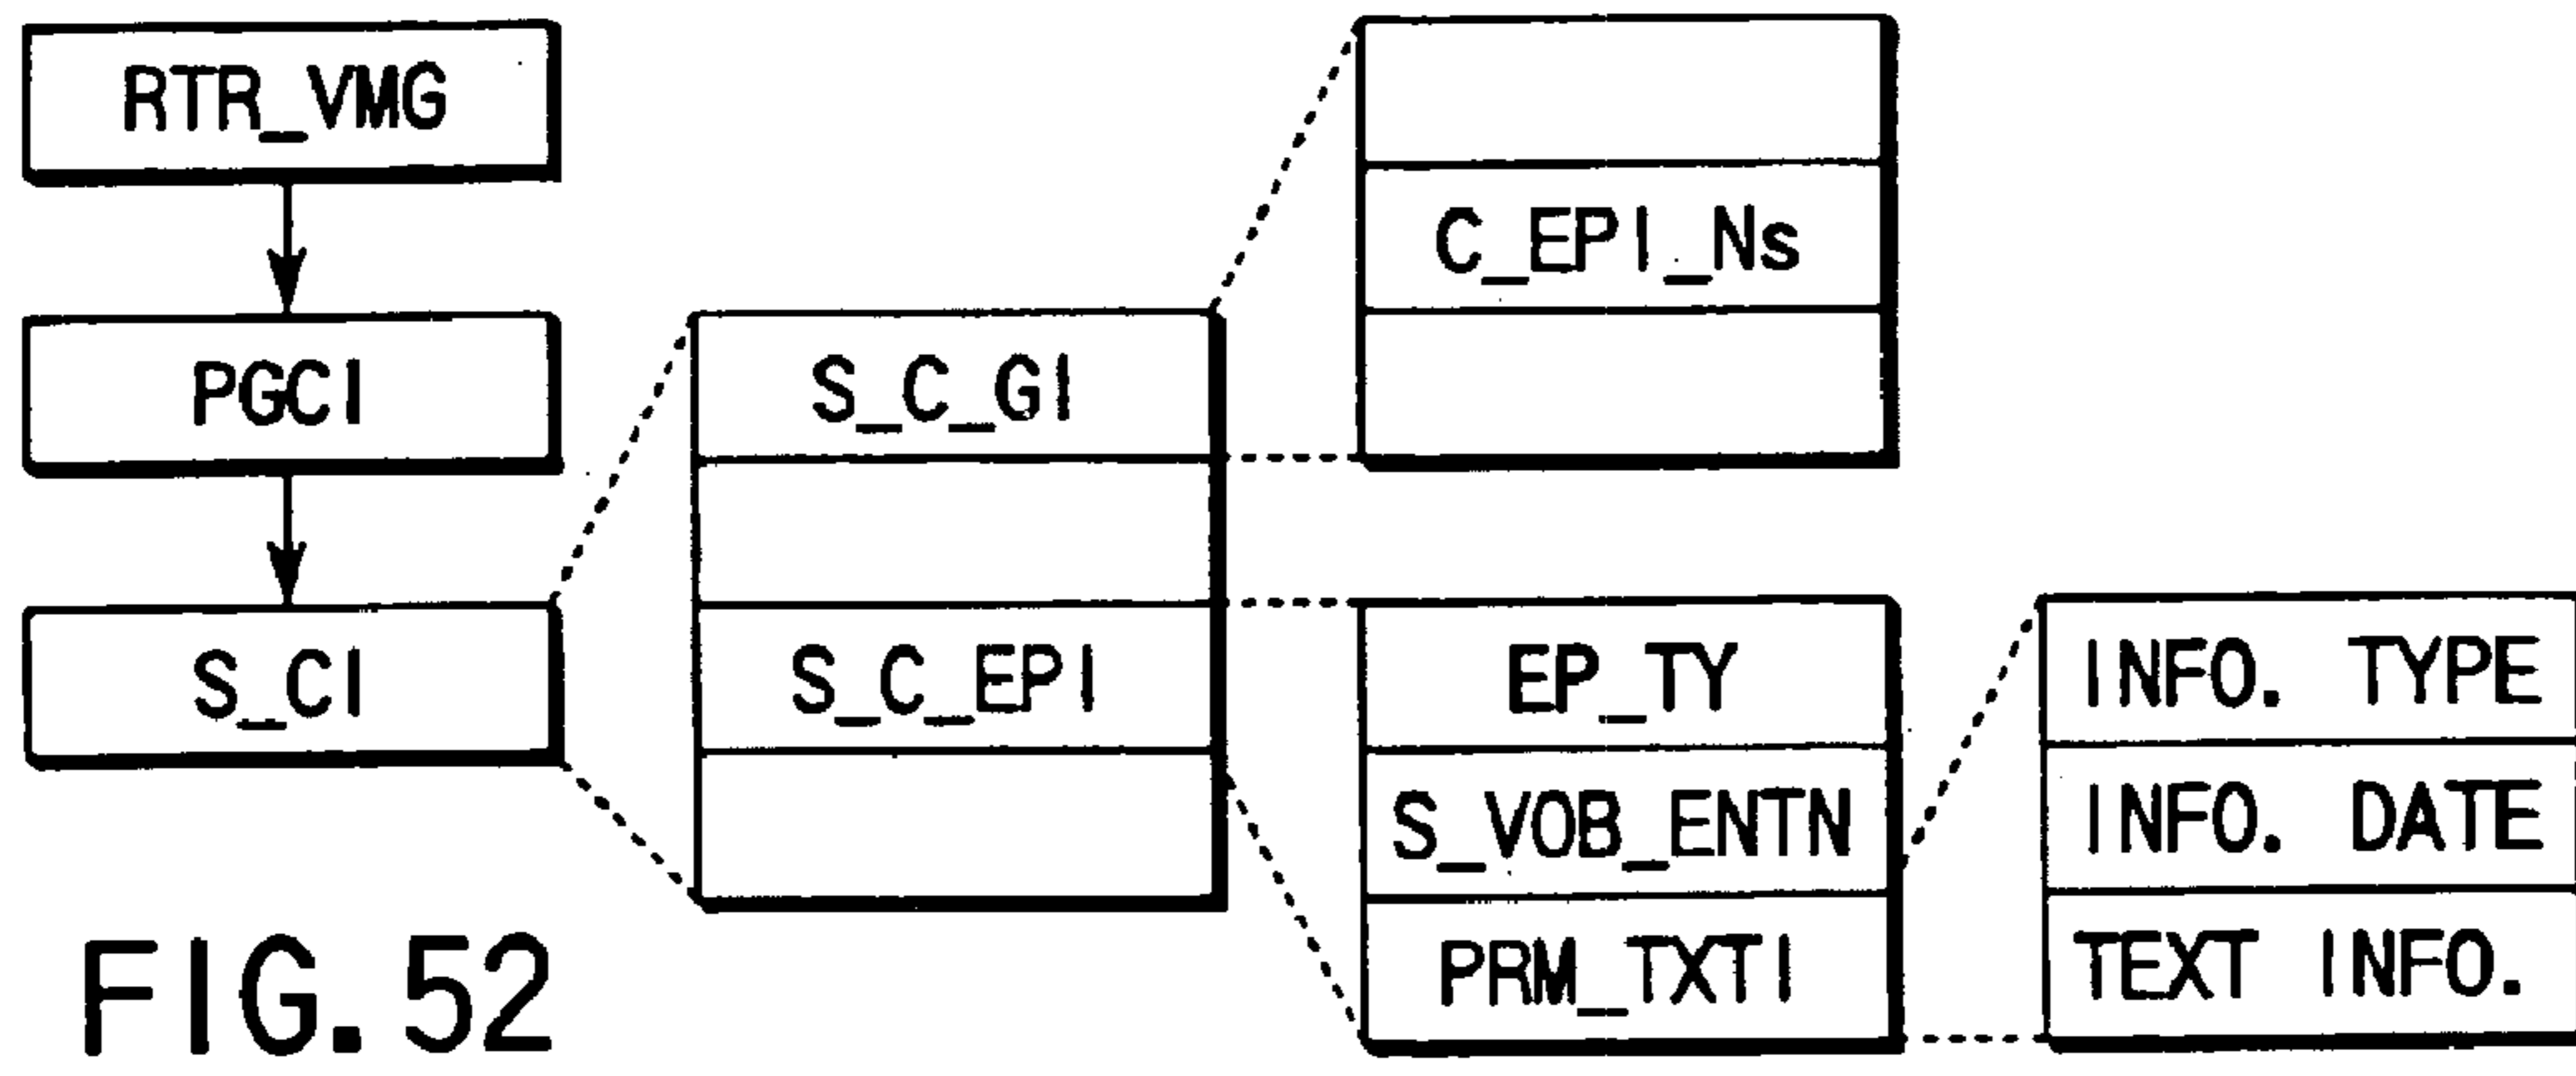 RTR_VMG
PGCI
S_CI
S_C_GI
S_C_EPI
C_EPI_Ns
EP_TY
S_VOB_ENTN
PRM_TXTI
INFO. TYPE
INFO. DATE
TEXT INFO.
FIG. 52